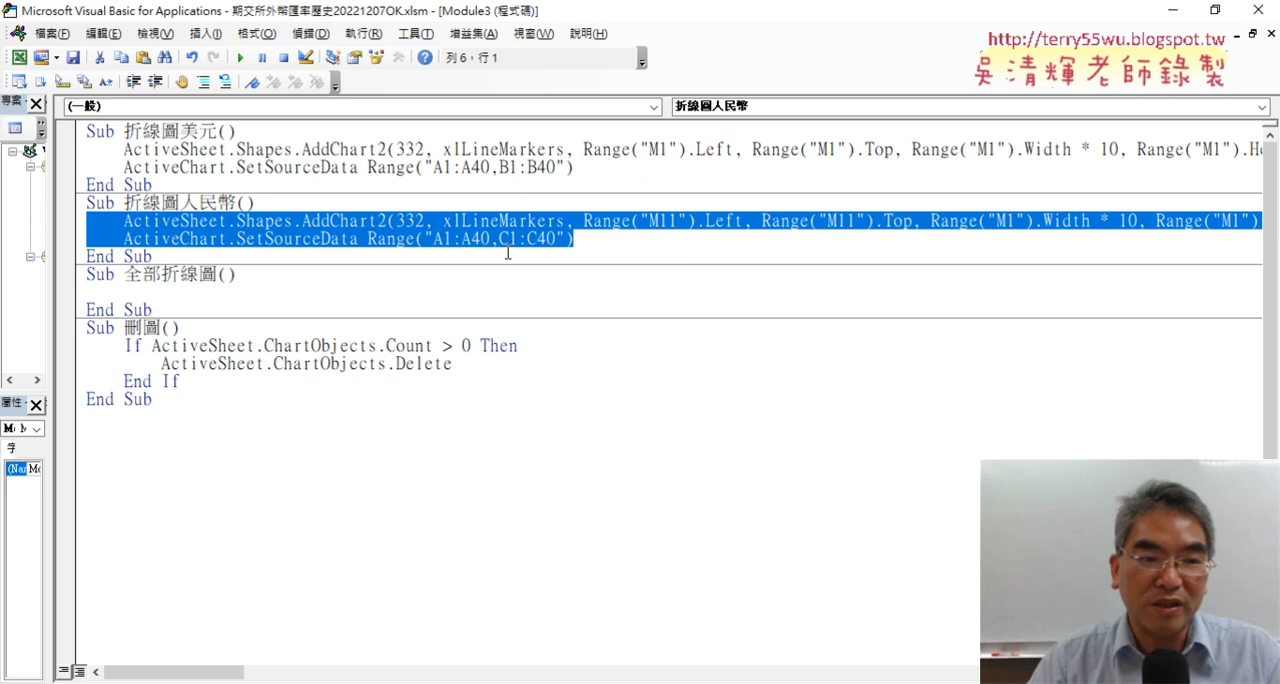 Microsoft Visual Basic for Applications - 期交所外幣匯率歷史20221207OK.xlsm - [Module3 (程式碼)]
檔案(F) 編輯(E) 檢視(V) 插入(I) 格式(O) 偵錯(D) 執行(R) 工具(T) 增益集(A) 視窗(W) 說明(H)
http://terry55wu.blogspot.tw
吳清輝老師錄製
列 6，行 1
專案 -
(一般)
折線圖人民幣
Sub 折線圖美元()
ActiveSheet.Shapes.AddChart2(332, xlLineMarkers, Range("M1").Left, Range("M1").Top, Range("M1").Width * 10, Range("M1").He
ActiveChart.SetSourceData Range("A1:A40,B1:B40")
End Sub
Sub 折線圖人民幣()
ActiveSheet.Shapes.AddChart2(332, xlLineMarkers, Range("M11").Left, Range("M11").Top, Range("M1").Width * 10, Range("M1")
ActiveChart.SetSourceData Range("A1:A40,C1:C40")
End Sub
Sub 全部折線圖()
End Sub
Sub 刪圖()
If ActiveSheet.ChartObjects.Count > 0 Then
ActiveSheet.ChartObjects.Delete
End If
End Sub
屬性 -
字
(Nar Mo